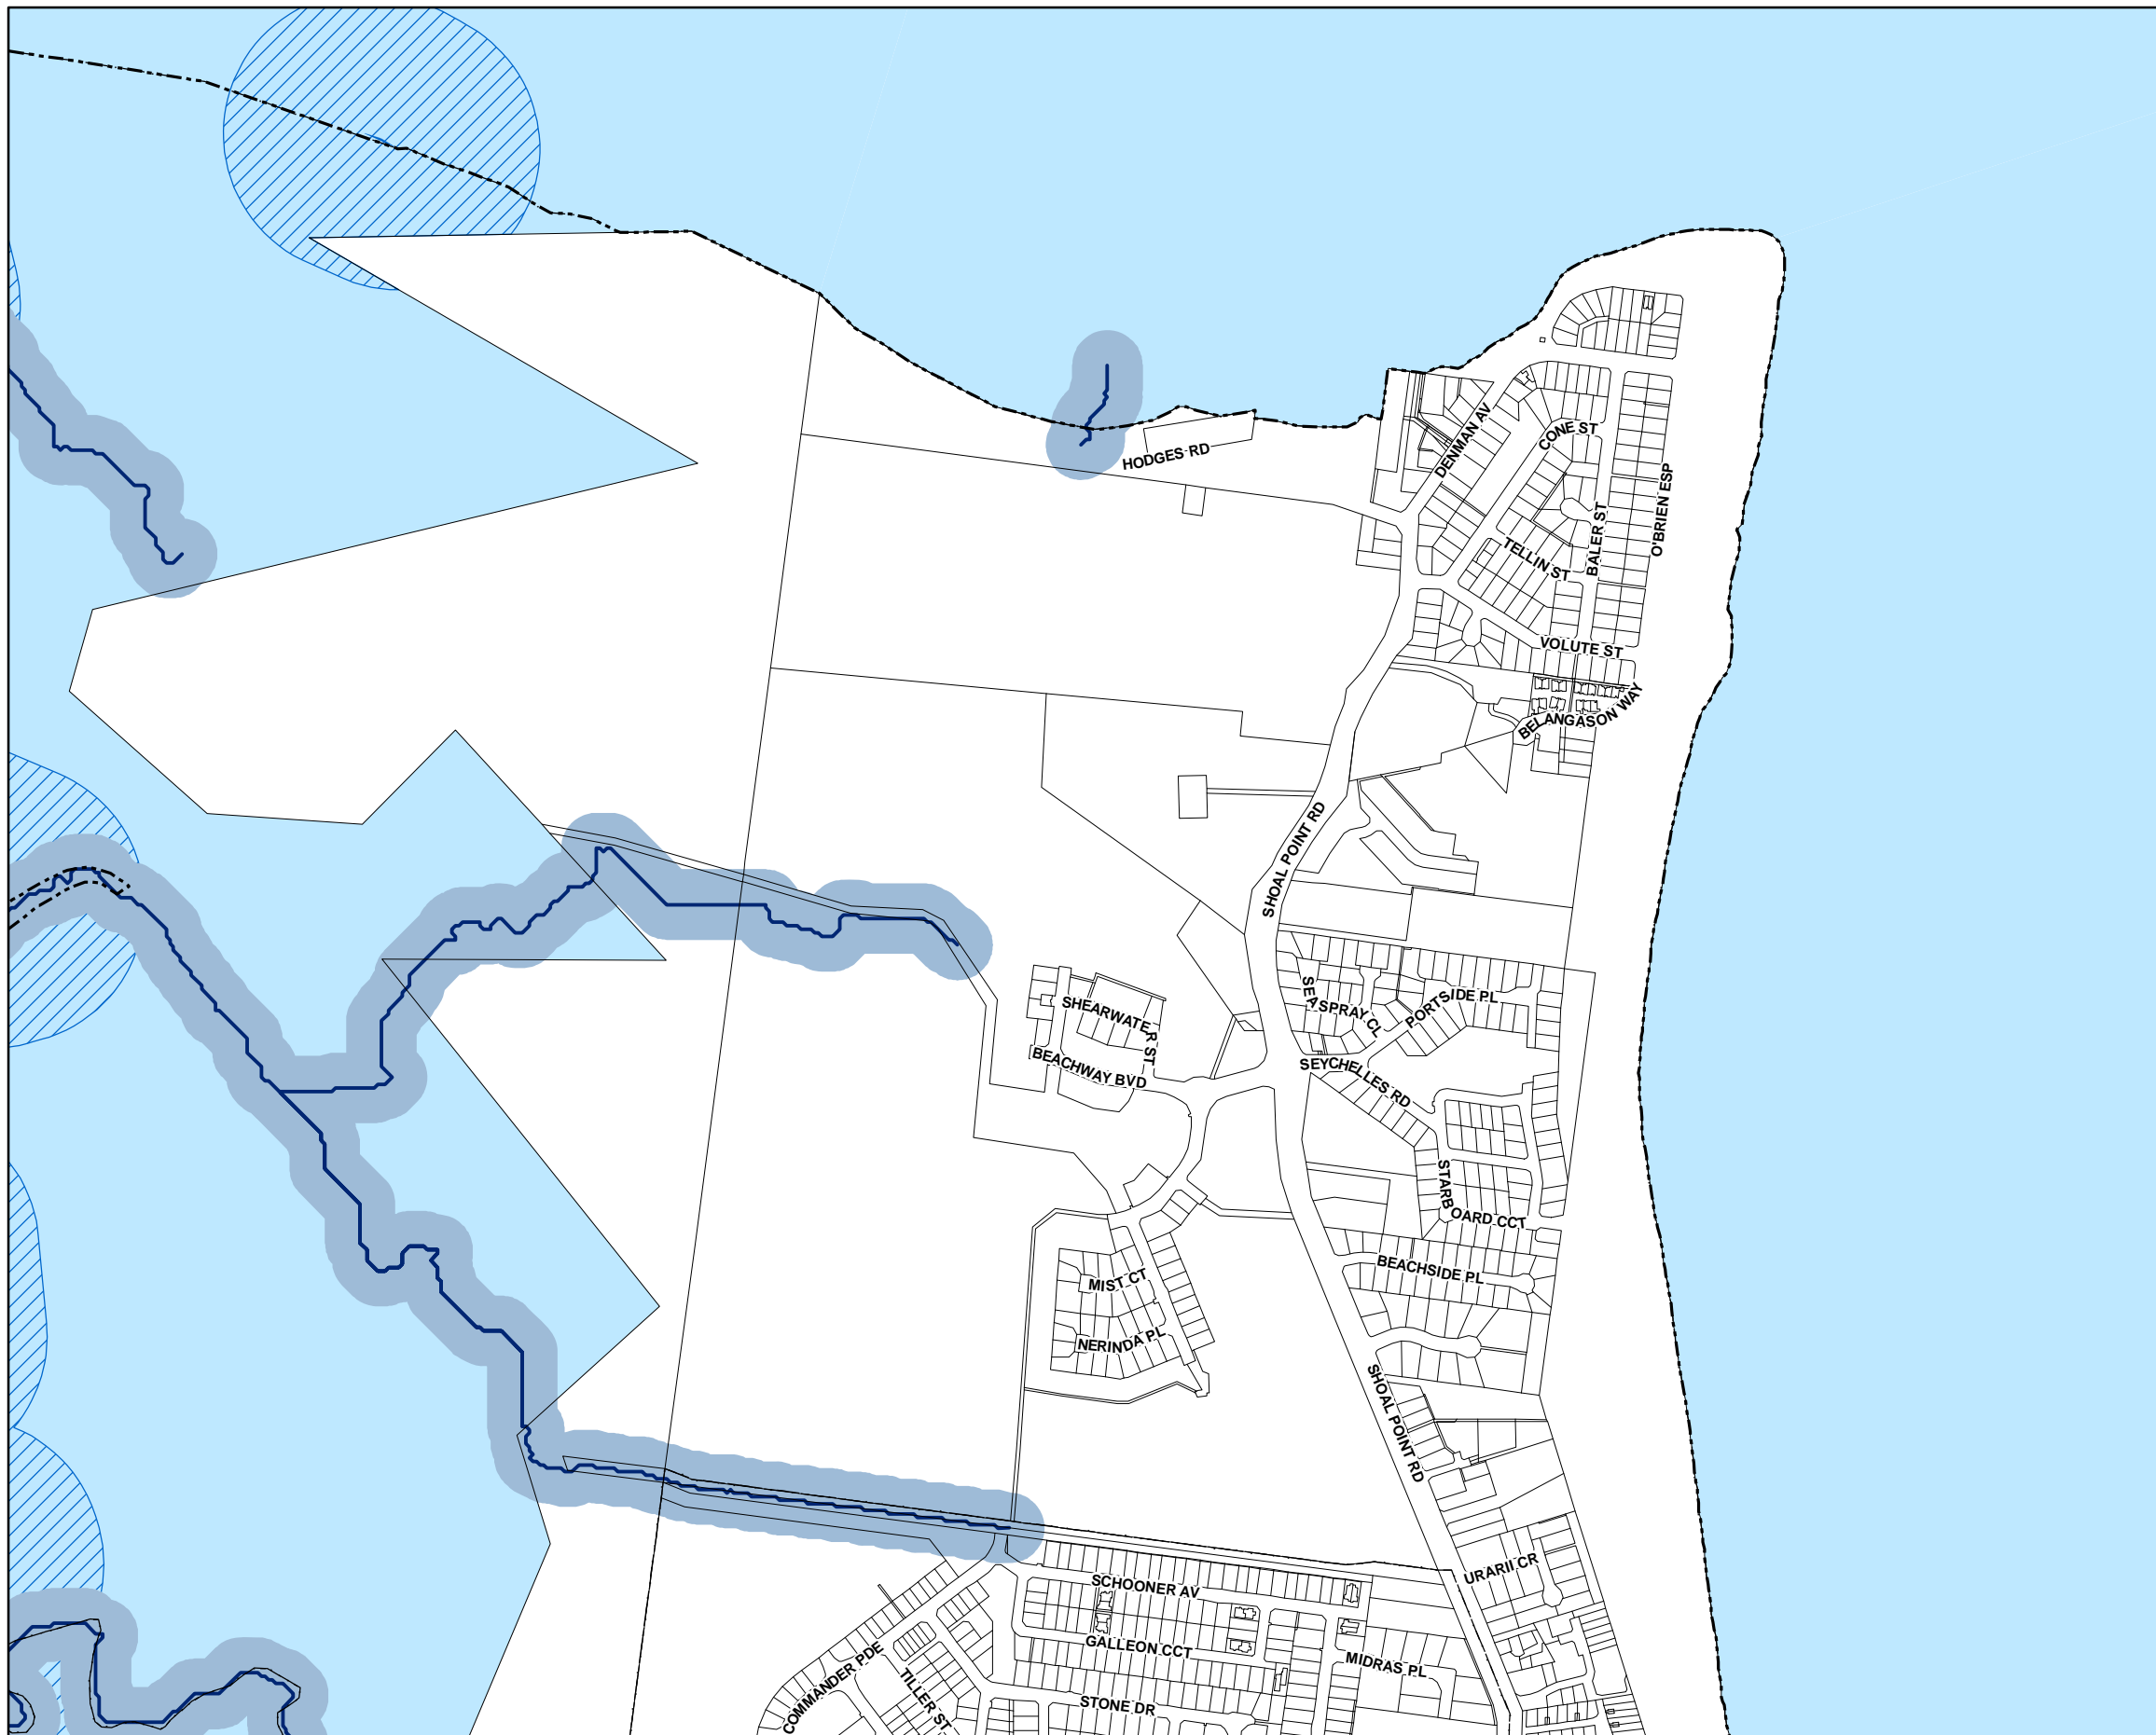 CONE ST
DENMAN AV
HODGES RD
O'BRIEN ESP
BALER ST
TELLIN ST
VOLUTE ST
BELANGASON WAY
SHOAL POINT RD
SEASPRAY CL
PORTSIDE PL
SHEARWATER ST
BEACHWAY BVD
SEYCHELLES RD
STARBOARD CCT
BEACHSIDE PL
MIST CT
NERINDA PL
SHOAL POINT RD
URARII CR
SCHOONER AV
GALLEON CCT
MIDRAS PL
COMMANDER PDE
TILLER ST
STONE DR